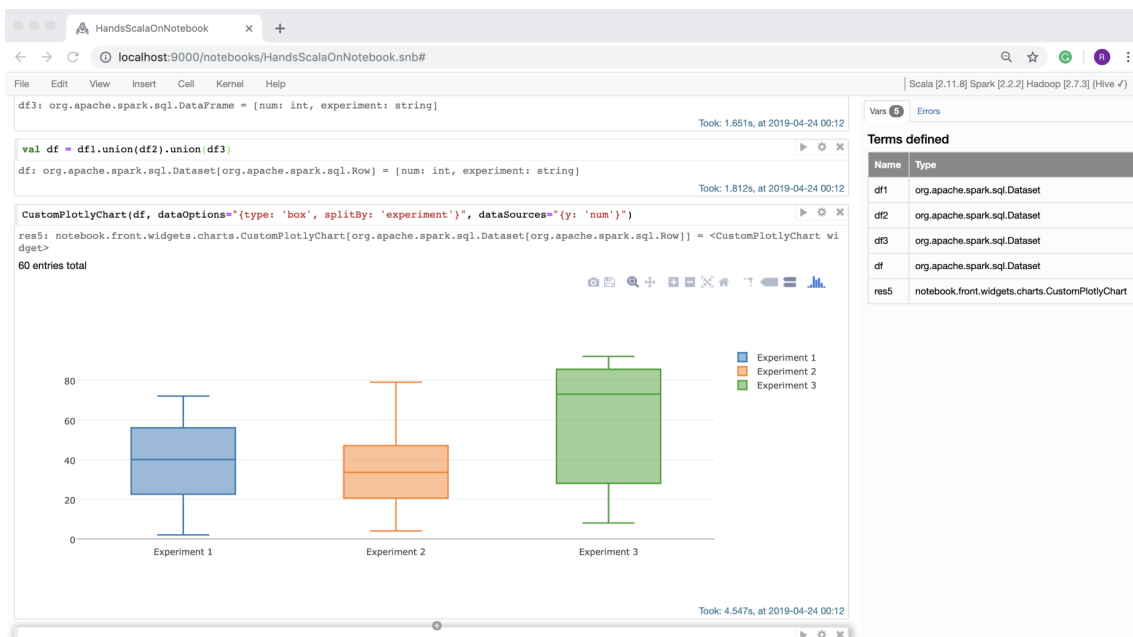 HandsScalaOnNotebook
localhost:9000/notebooks/HandsScalaOnNotebook.snb#
R
File Edit View Insert Cell Kernel Help
Scala [2.11.8] Spark [2.2.2] Hadoop [2.7.3] {Hive ✓}
df3: org.apache.spark.sql.DataFrame = [num: int, experiment: string]
Took: 1.651s, at 2019-04-24 00:12
val df = df1.union(df2).union(df3)
df: org.apache.spark.sql.Dataset[org.apache.spark.sql.Row] = [num: int, experiment: string]
Took: 1.812s, at 2019-04-24 00:12
CustomPlotlyChart(df, dataOptions="{type: 'box', splitBy: 'experiment'}", dataSources="{y: 'num'}")
res5: notebook.front.widgets.charts.CustomPlotlyChart[org.apache.spark.sql.Dataset[org.apache.spark.sql.Row]] = <CustomPlotlyChart wi
dget>
60 entries total
Experiment 1
Experiment 2
Experiment 3
80
60
40
20
0
Experiment 1 Experiment 2 Experiment 3
Took: 4.547s, at 2019-04-24 00:12
Vars 5 Errors
Terms defined
Name Type
df1 org.apache.spark.sql.Dataset
df2 org.apache.spark.sql.Dataset
df3 org.apache.spark.sql.Dataset
df org.apache.spark.sql.Dataset
res5 notebook.front.widgets.charts.CustomPlotlyChart